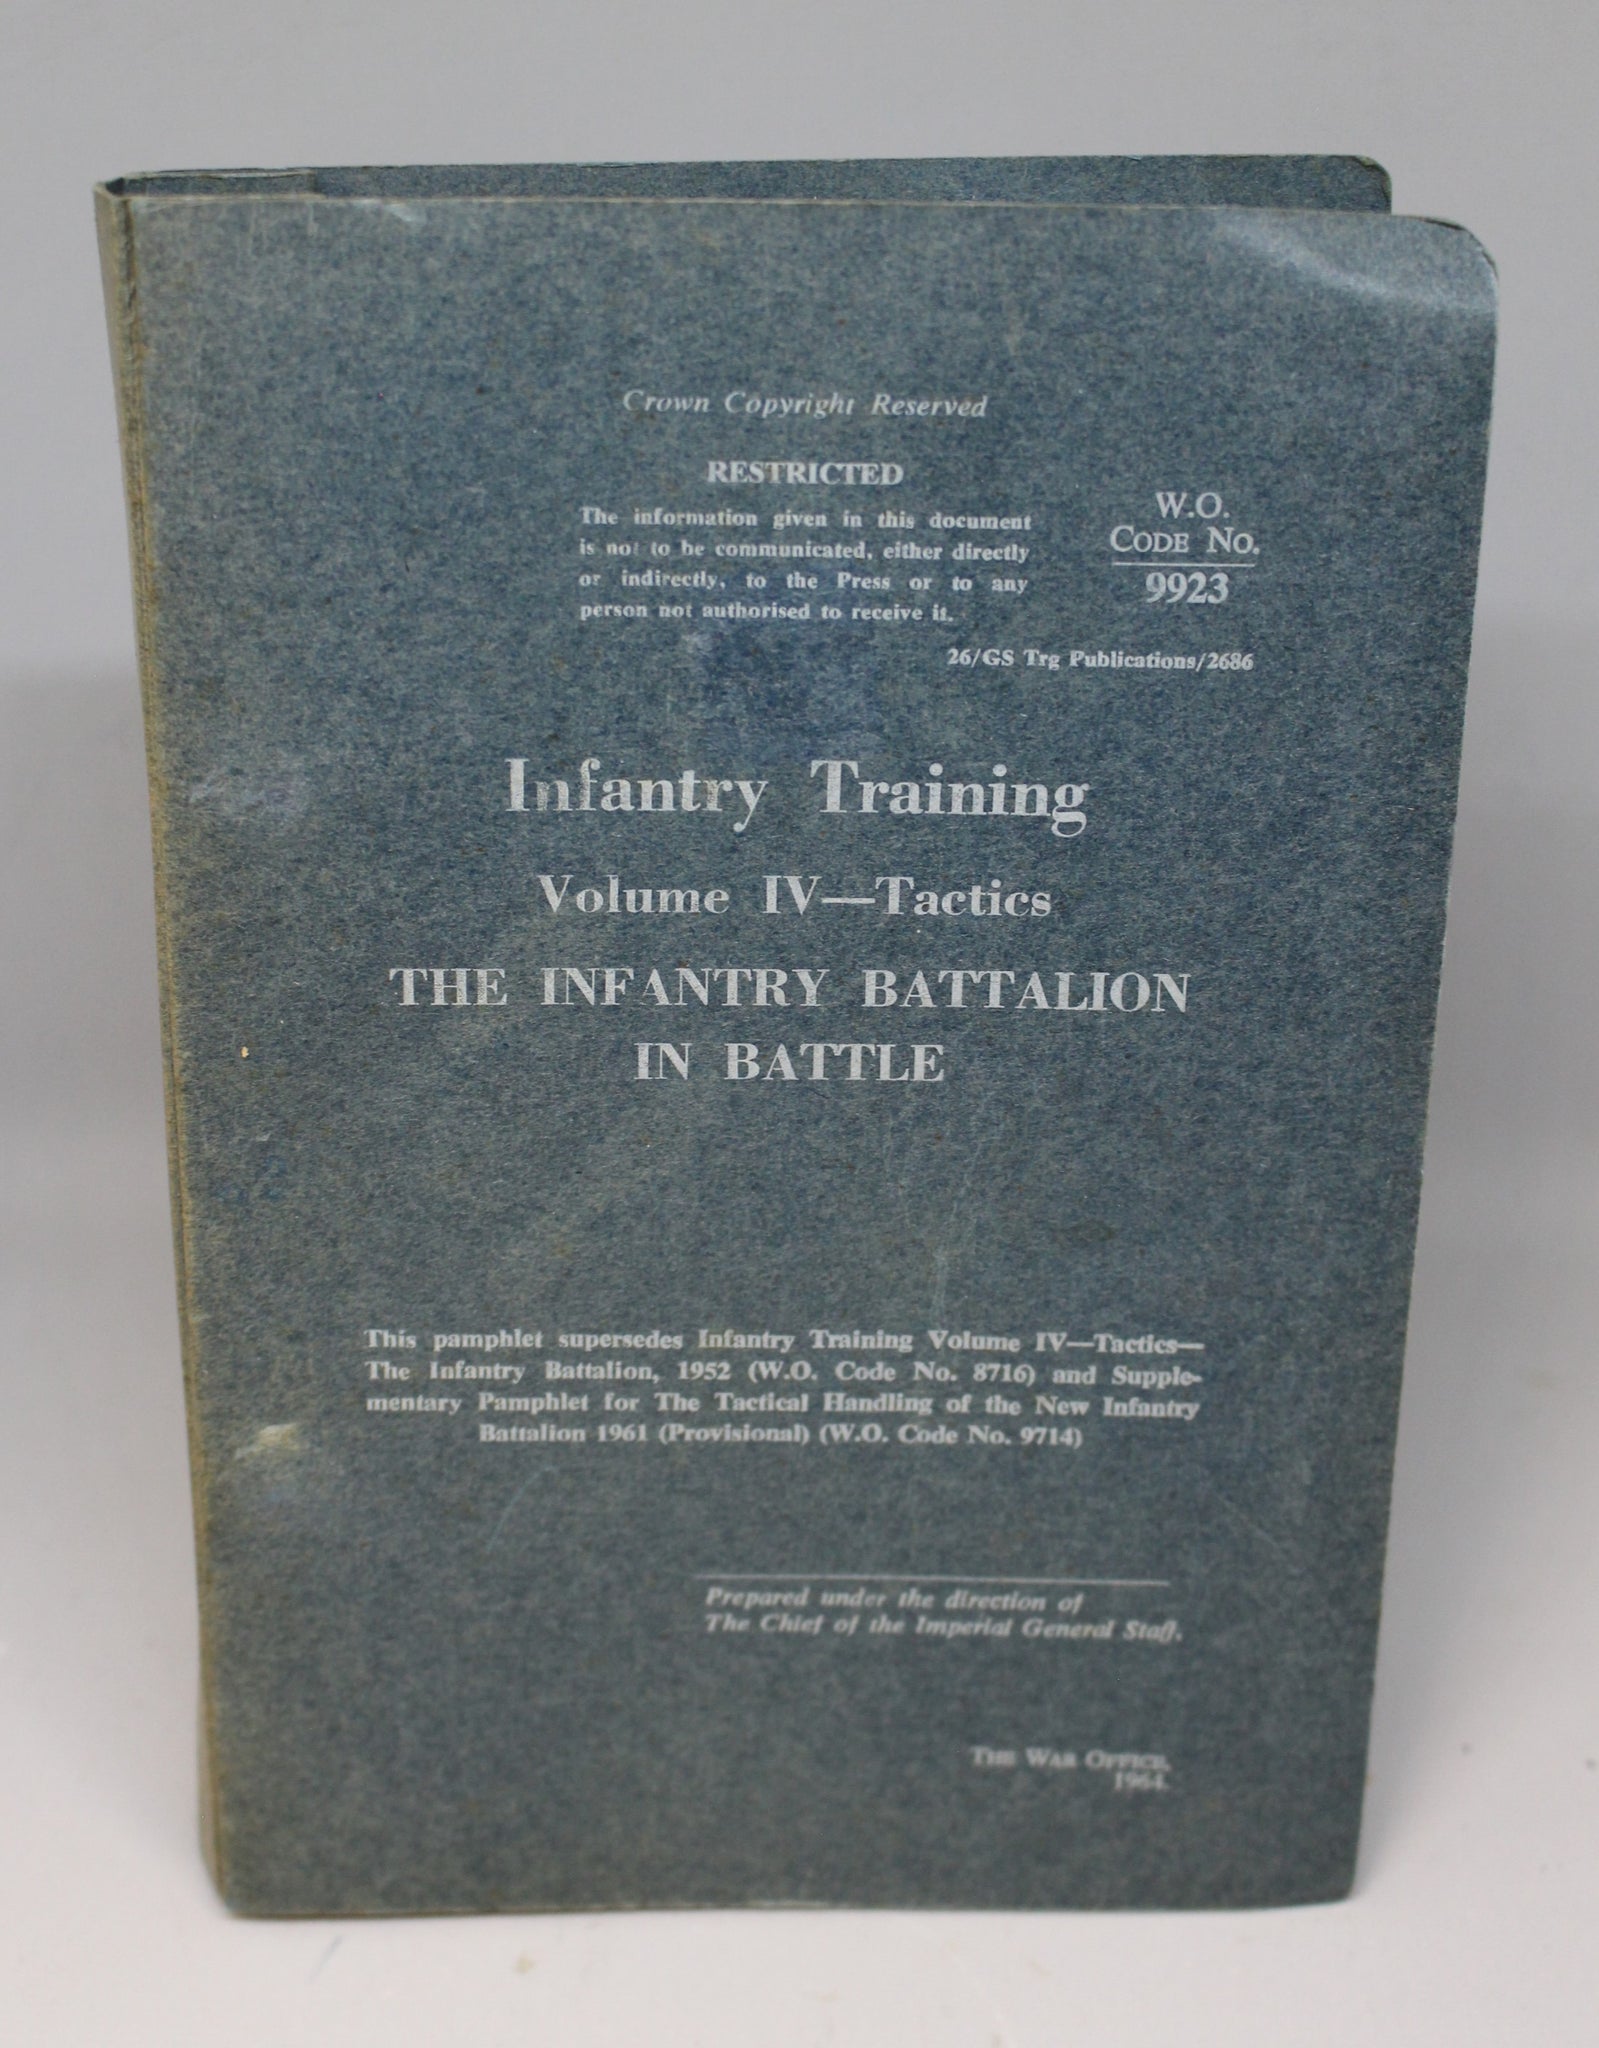 Crown Copyright Reserved
RESTRICTED
The information given in this document
is not to be communicated, either directly
or indirectly, to the Press or to any
person not authorised to receive it.
W.O.
CODE No.
9923
26/GS Trg Publications/2686
Infantry Training
Volume IV—Tactics
THE INFANTRY BATTALION
IN BATTLE
This pamphlet supersedes Infantry Training Volume IV—Tactics—
The Infantry Battalion, 1952 (W.O. Code No. 8716) and Supple-
mentary Pamphlet for The Tactical Handling of the New Infantry
Battalion 1961 (Provisional) (W.O. Code No. 9714)
Prepared under the direction of
The Chief of the Imperial General Staff.
THE WAR OFFICE,
1964.